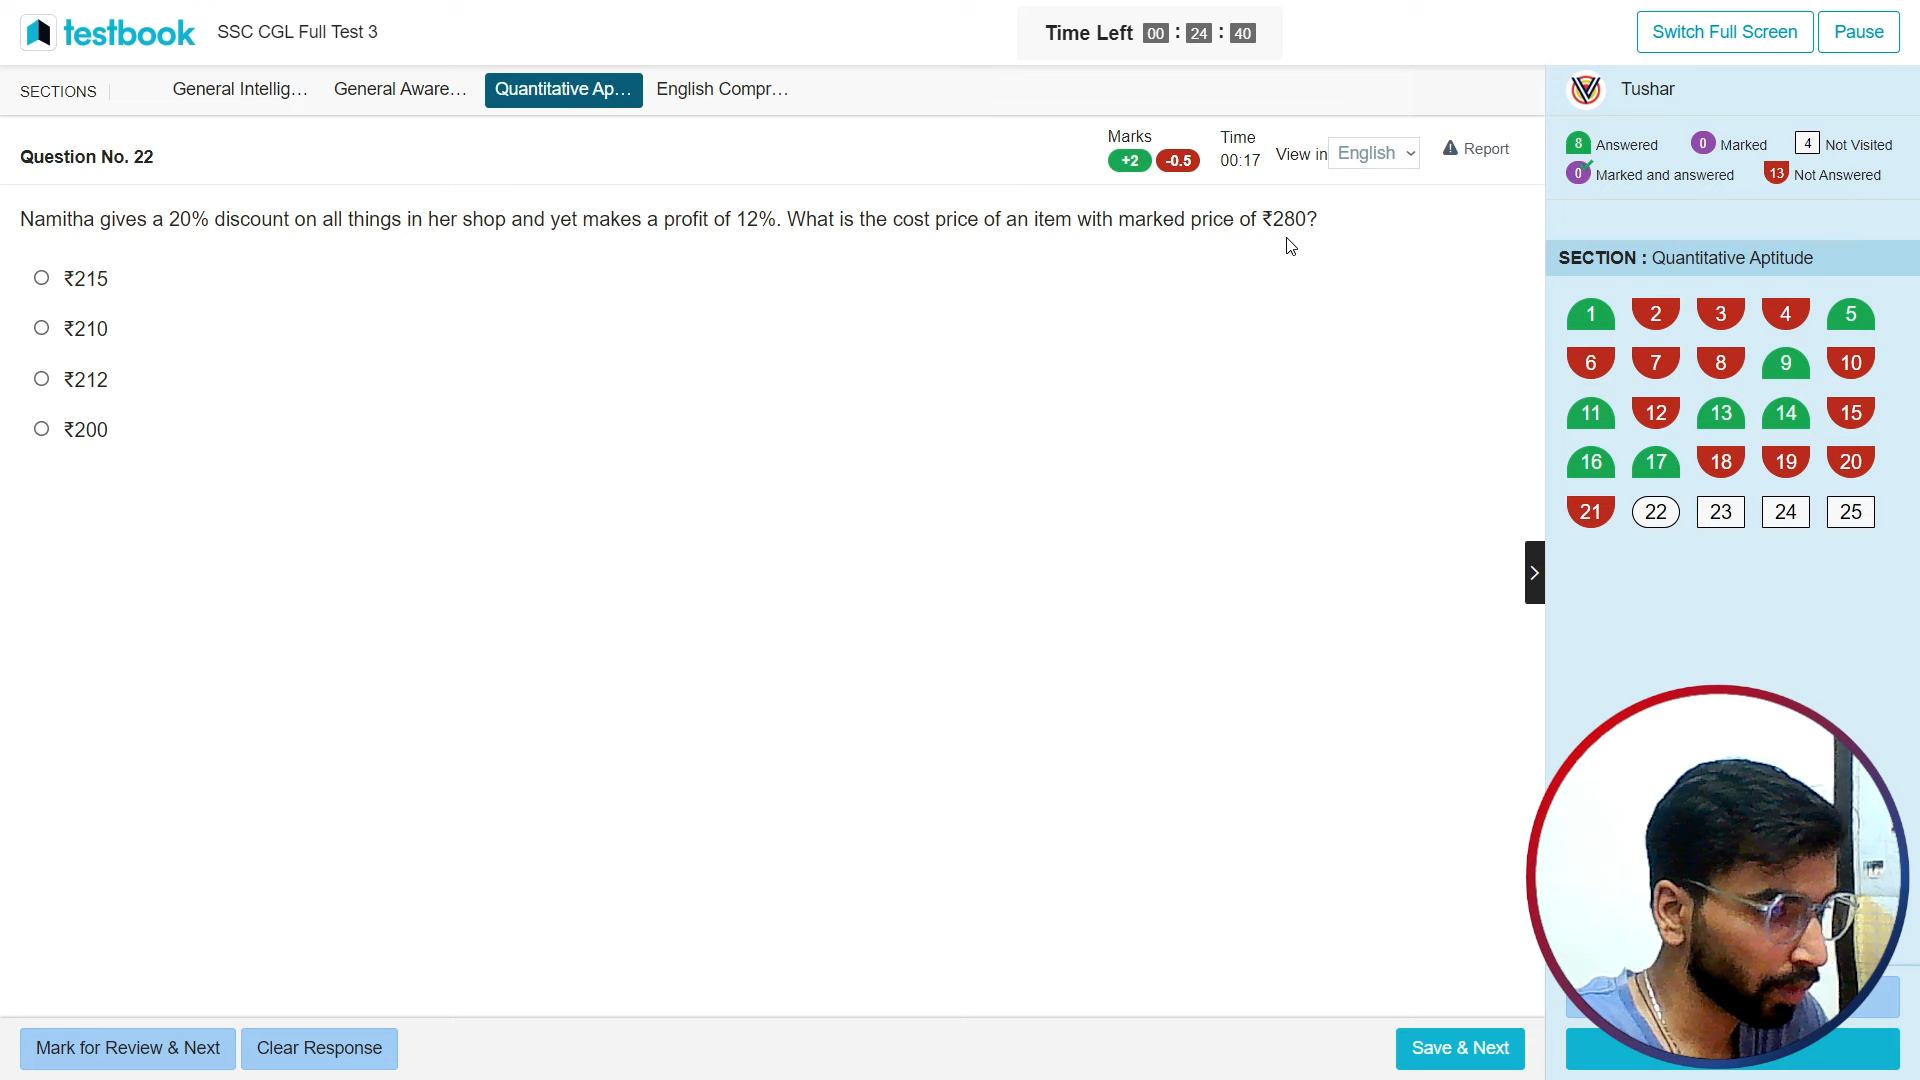 testbook SSC CGL Full Test 3 Time Left 00 : 24 : 40 Switch Full Screen Pause
SECTIONS General Intellig... General Aware... Quantitative Ap... English Compr... Tushar
Question No. 22 Marks +2 -0.5 Time 00:17 View in English Report
8 Answered 0 Marked 4 Not Visited
0 Marked and answered 13 Not Answered
Namitha gives a 20% discount on all things in her shop and yet makes a profit of 12%. What is the cost price of an item with marked price of ₹280?
₹215
₹210
₹212
₹200
SECTION : Quantitative Aptitude
1 2 3 4 5
6 7 8 9 10
11 12 13 14 15
16 17 18 19 20
21 22 23 24 25
Mark for Review & Next Clear Response Save & Next